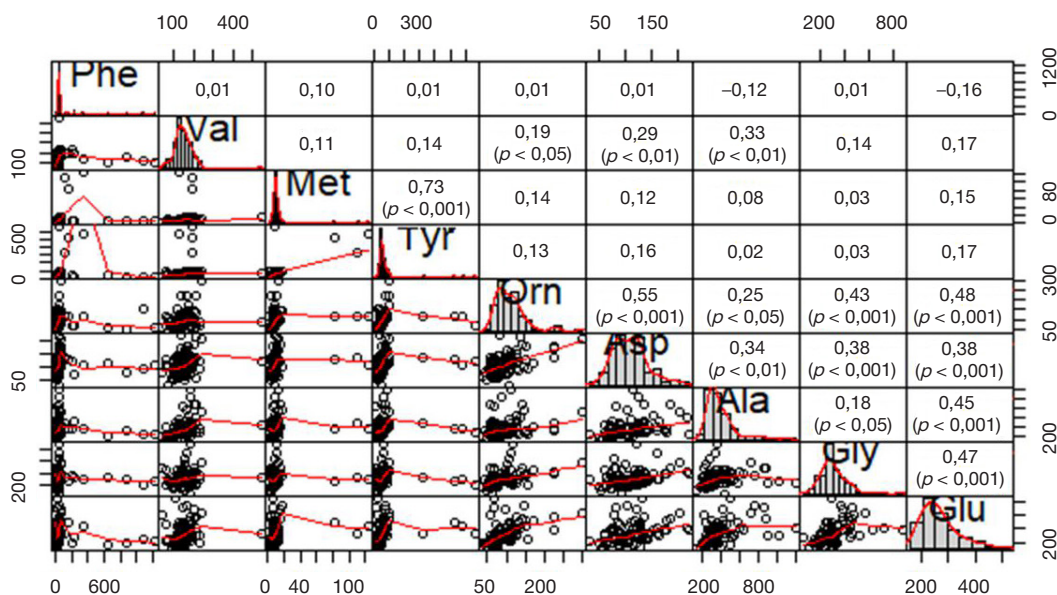 100 400 0 300 50 150 200 800
Phe 0,01 0,10 0,01 0,01 0,01 –0,12 0,01 –0,16 0 1200
100 Val 0,11 0,14 0,19 (p < 0,05) 0,29 (p < 0,01) 0,33 (p < 0,01) 0,14 0,17
Met 0,73 (p < 0,001) 0,14 0,12 0,08 0,03 0,15 0 80
0 500 Tyr 0,13 0,16 0,02 0,03 0,17
Orn 0,55 (p < 0,001) 0,25 (p < 0,05) 0,43 (p < 0,001) 0,48 (p < 0,001) 50 300
50 Asp 0,34 (p < 0,01) 0,38 (p < 0,001) 0,38 (p < 0,001)
Ala 0,18 (p < 0,05) 0,45 (p < 0,001) 200
200 Gly 0,47 (p < 0,001)
Glu 200
0 600 0 40 100 50 200 200 800 200 400